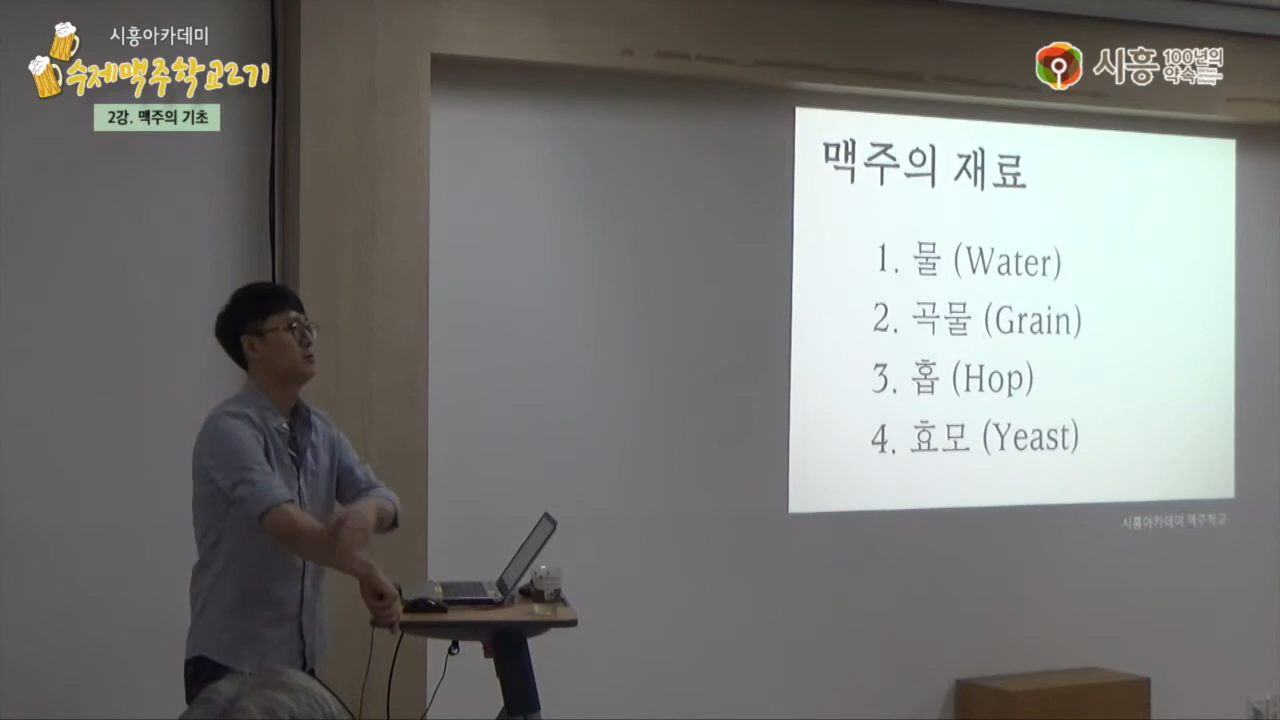 시흥아카데미
수제맥주학교2기
2강. 맥주의 기초
시흥 100년의
약속
맥주의 재료
1. 물 (Water)
2. 곡물 (Grain)
3. 홉 (Hop)
4. 효모 (Yeast)
시흥아카데미 맥주학교